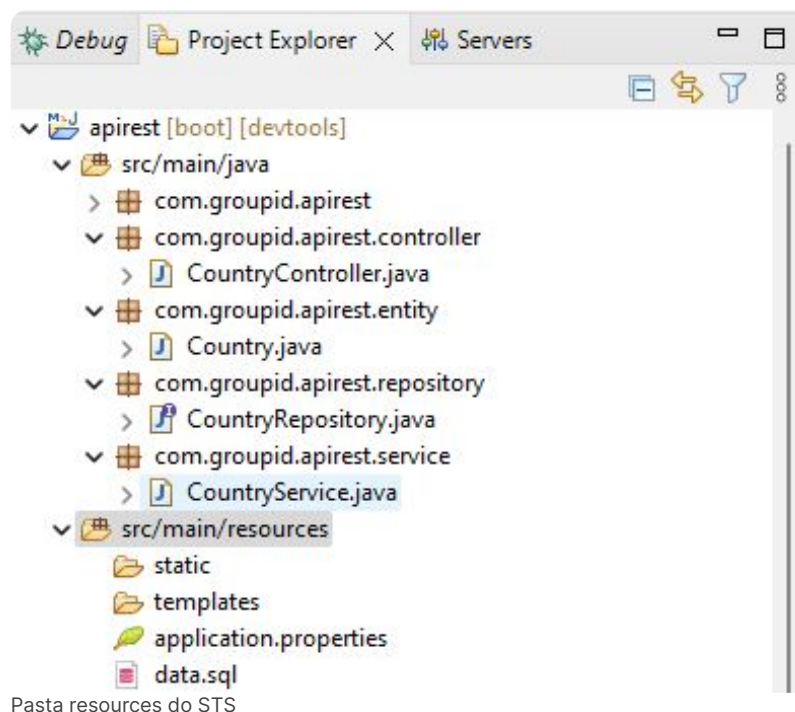 Debug Project Explorer Servers
apirest [boot] [devtools]
src/main/java
com.groupid.apirest
com.groupid.apirest.controller
CountryController.java
com.groupid.apirest.entity
Country.java
com.groupid.apirest.repository
CountryRepository.java
com.groupid.apirest.service
CountryService.java
src/main/resources
static
templates
application.properties
data.sql
Pasta resources do STS